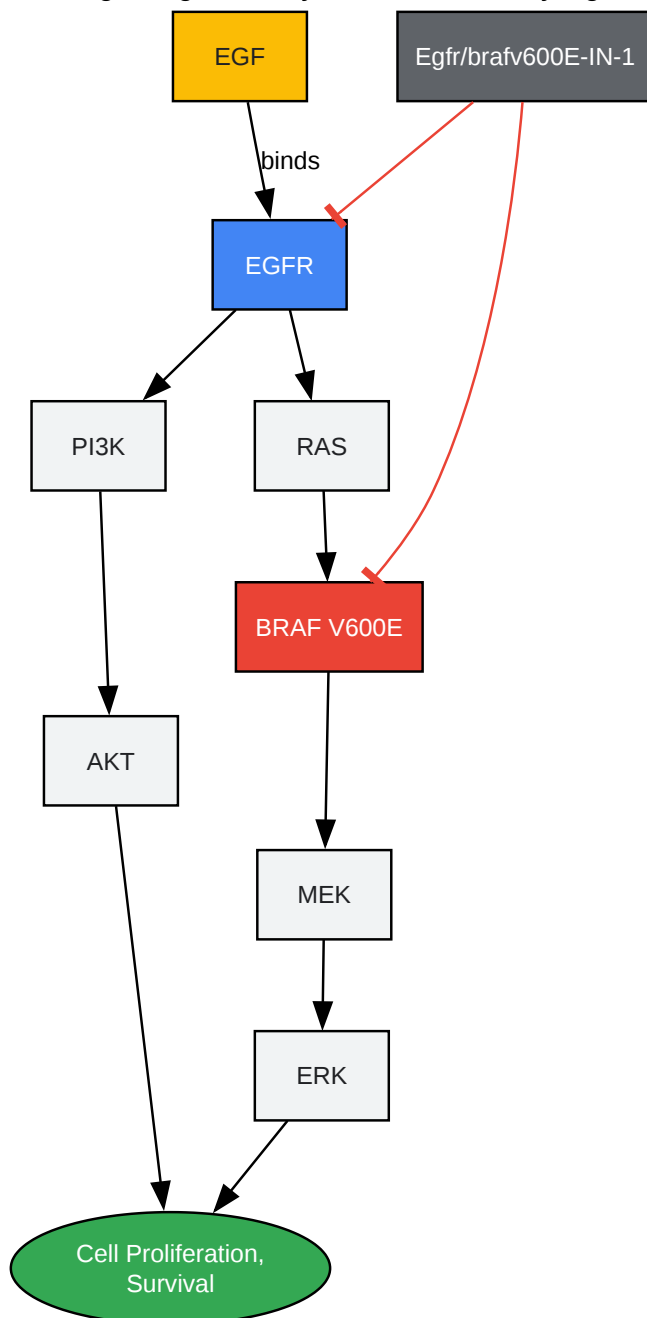 EGF
Egfr/brafv600E-IN-1
binds
EGFR
PI3K
RAS
BRAF V600E
AKT
MEK
ERK
Cell Proliferation,
Survival